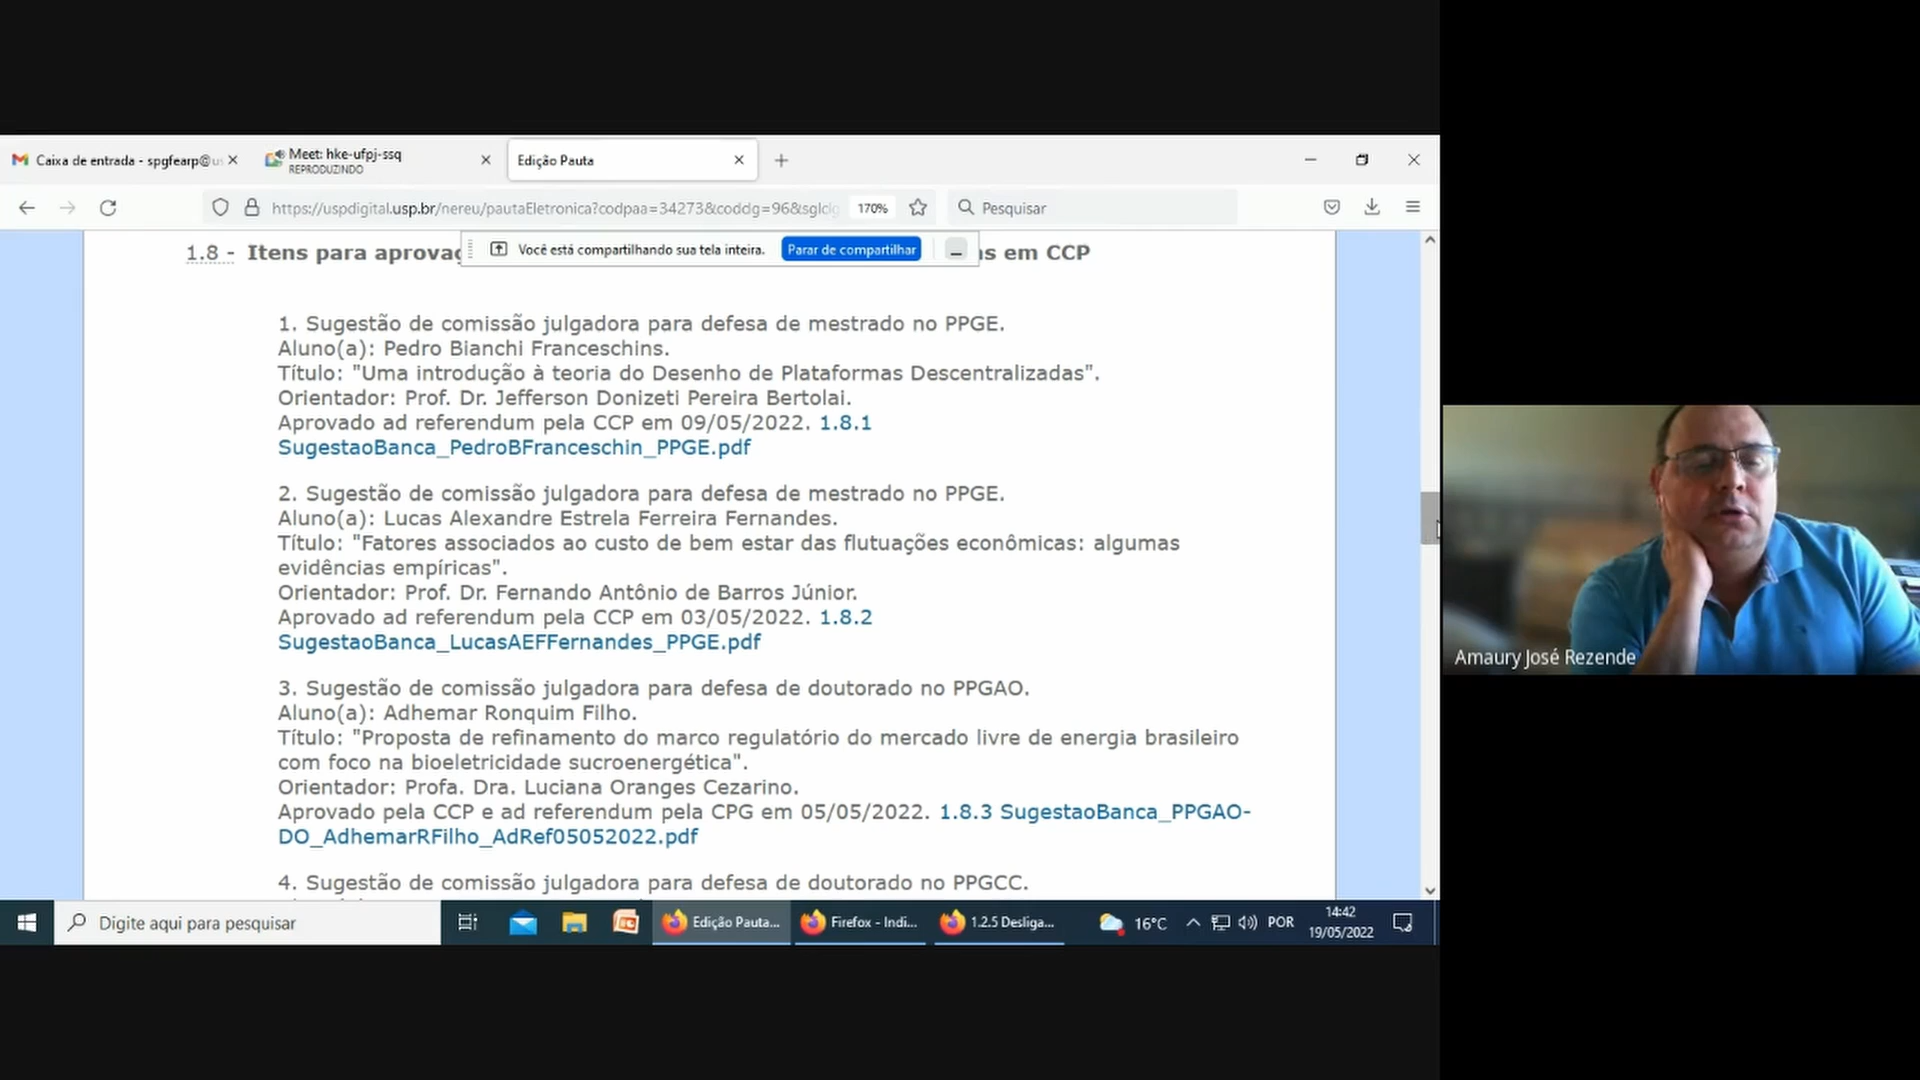 Caixa de entrada - spgfearp@u
Meet: hke-ufpj-ssq
REPRODUZINDO
Edição Pauta
https://uspdigital.usp.br/nereu/pautaEletronica?codpaa=34273&codclg=96&sglclg
170%
Pesquisar
Você está compartilhando sua tela inteira.
Parar de compartilhar
1.8 - Itens para aprovaç
s em CCP
1. Sugestão de comissão julgadora para defesa de mestrado no PPGE.
Aluno(a): Pedro Bianchi Franceschins.
Título: "Uma introdução à teoria do Desenho de Plataformas Descentralizadas".
Orientador: Prof. Dr. Jefferson Donizeti Pereira Bertolai.
Aprovado ad referendum pela CCP em 09/05/2022. 1.8.1
SugestaoBanca_PedroBFranceschin_PPGE.pdf
2. Sugestão de comissão julgadora para defesa de mestrado no PPGE.
Aluno(a): Lucas Alexandre Estrela Ferreira Fernandes.
Título: "Fatores associados ao custo de bem estar das flutuações econômicas: algumas
evidências empíricas".
Orientador: Prof. Dr. Fernando Antônio de Barros Júnior.
Aprovado ad referendum pela CCP em 03/05/2022. 1.8.2
SugestaoBanca_LucasAEFFernandes_PPGE.pdf
3. Sugestão de comissão julgadora para defesa de doutorado no PPGAO.
Aluno(a): Adhemar Ronquim Filho.
Título: "Proposta de refinamento do marco regulatório do mercado livre de energia brasileiro
com foco na bioeletricidade sucroenergética".
Orientador: Profa. Dra. Luciana Oranges Cezarino.
Aprovado pela CCP e ad referendum pela CPG em 05/05/2022. 1.8.3 SugestaoBanca_PPGAO-
DO_AdhemarRFilho_AdRef05052022.pdf
4. Sugestão de comissão julgadora para defesa de doutorado no PPGCC.
Amaury José Rezende
Digite aqui para pesquisar
Edição Pauta...
Firefox - Indi...
1.2.5 Desliga...
16°C
POR
14:42
19/05/2022